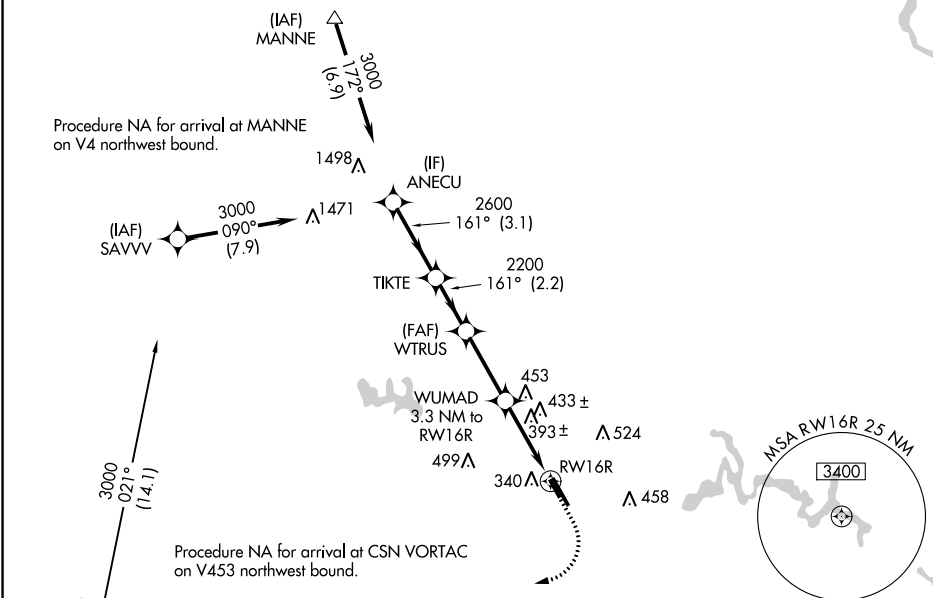 (IAF)
MANNE
3000
172°
(6.9)
Procedure NA for arrival at MANNE
on V4 northwest bound.
1498
(IF)
ANECU
3000
090°
(7.9)
1471
2600
161° (3.1)
(IAF)
SAVVV
2200
161° (2.2)
TIKTE
(FAF)
WTRUS
453
WUMAD
3.3 NM to
RW16R
433 ±
393 ±
524
499
340
RW16R
458
MSA RW16R 25 NM
3400
3000
021°
(14.1)
Procedure NA for arrival at CSN VORTAC
on V453 northwest bound.